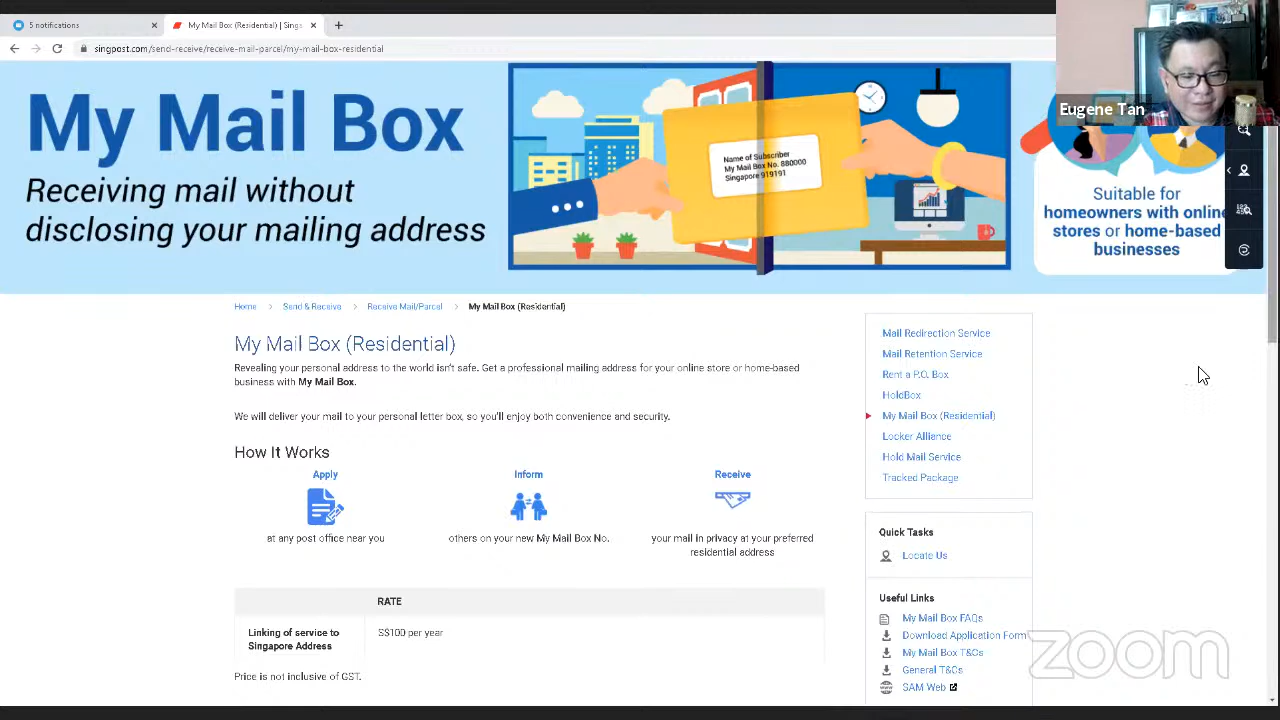 5 notifications
My Mail Box (Residential) | Sings
singpost.com/send-receive/receive-mail-parcel/my-mail-box-residential
Eugene Tan
My Mail Box
Receiving mail without
disclosing your mailing address
Name of Subscriber
My Mail Box No. 880000
Singapore 919191
Suitable for
homeowners with online
stores or home-based
businesses
Home > Send & Receive > Receive Mail/Parcel > My Mail Box (Residential)
My Mail Box (Residential)
Revealing your personal address to the world isn't safe. Get a professional mailing address for your online store or home-based
business with My Mail Box.
We will deliver your mail to your personal letter box, so you'll enjoy both convenience and security.
How It Works
Apply
at any post office near you
Inform
others on your new My Mail Box No.
Receive
your mail in privacy at your preferred
residential address
RATE
Linking of service to
Singapore Address
S$100 per year
Price is not inclusive of GST.
Mail Redirection Service
Mail Retention Service
Rent a P.O. Box
HoldBox
My Mail Box (Residential)
Locker Alliance
Hold Mail Service
Tracked Package
Quick Tasks
Locate Us
Useful Links
My Mail Box FAQs
Download Application Form
My Mail Box T&Cs
General T&Cs
SAM Web
zoom